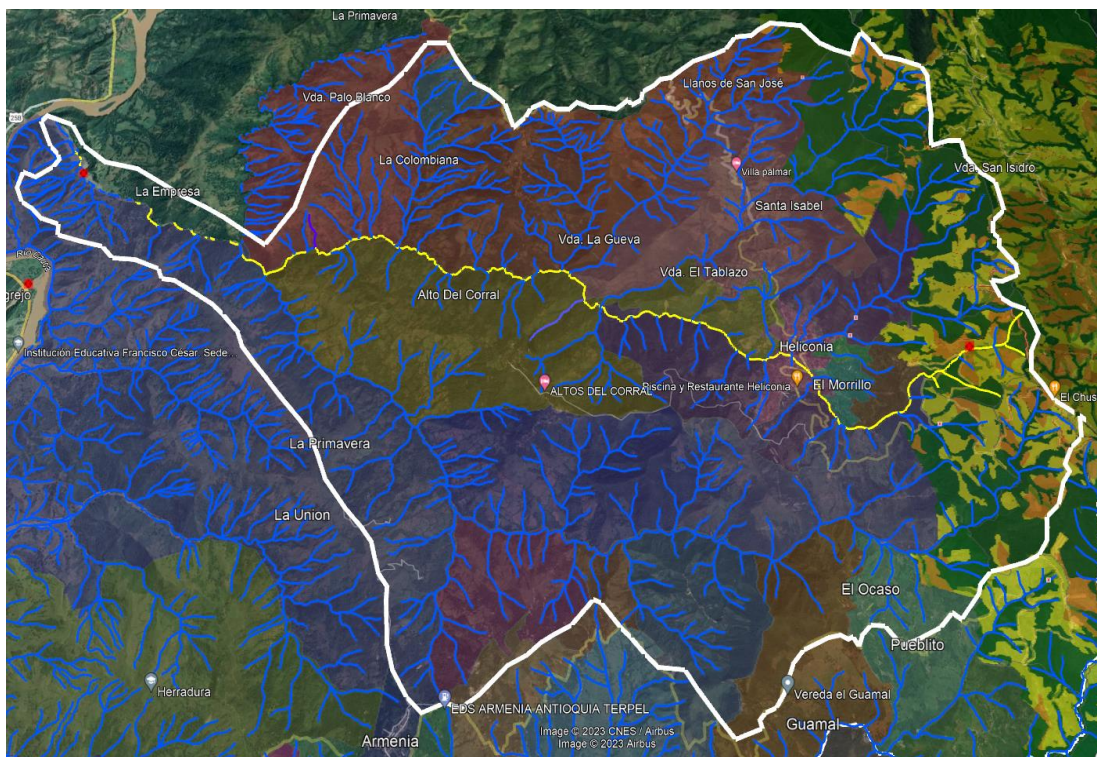 La Primavera
Llanos de San José
Vda. Palo Blanco
258
La Colombiana
Vda. San Isidro
Villa palmar
La Empresa
Santa Isabel
Vda. La Gueva
Vda. El Tablazo
Alto Del Corral
grejo
Institución Educativa Francisco César. Sede...
Heliconia
ALTOS DEL CORRAL
Piscina y Restaurante Heliconia
El Morrillo
El Chus
La Primavera
La Union
El Ocaso
Pueblito
Herradura
Vereda el Guamal
EDS ARMENIA ANTIOQUIA TERPEL
Guamal
Armenia
Image © 2023 CNES / Airbus
Image © 2023 Airbus